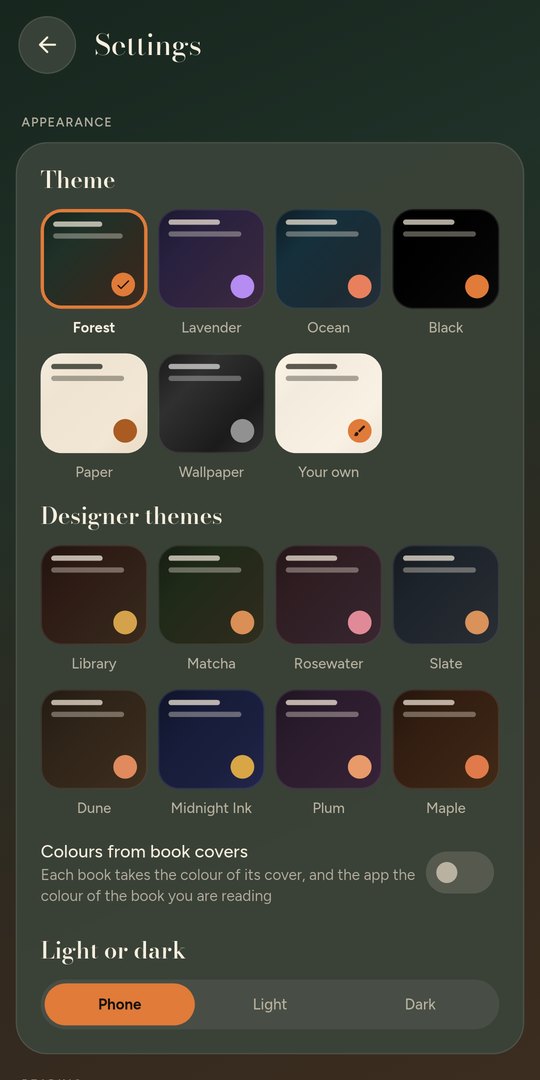 Settings
APPEARANCE
Theme
Forest Lavender Ocean Black
Paper Wallpaper Your own
Designer themes
Library Matcha Rosewater Slate
Dune Midnight Ink Plum Maple
Colours from book covers
Each book takes the colour of its cover, and the app the
colour of the book you are reading
Light or dark
Phone Light Dark